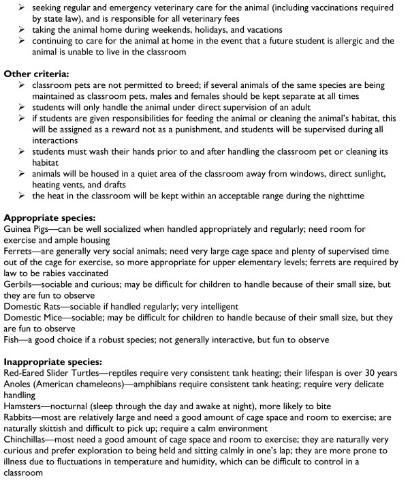 ➢ seeking regular and emergency veterinary care for the animal (including vaccinations required
by state law), and is responsible for all veterinary fees
➢ taking the animal home during weekends, holidays, and vacations
➢ continuing to care for the animal at home in the event that a future student is allergic and the
animal is unable to live in the classroom
Other criteria:
➢ classroom pets are not permitted to breed; if several animals of the same species are being
maintained as classroom pets, males and females should be kept separate at all times
➢ students will only handle the animal under direct supervision of an adult
➢ if students are given responsibilities for feeding the animal or cleaning the animal's habitat, this
will be assigned as a reward not as a punishment, and students will be supervised during all
interactions
➢ students must wash their hands prior to and after handling the classroom pet or cleaning its
habitat
➢ animals will be housed in a quiet area of the classroom away from windows, direct sunlight,
heating vents, and drafts
➢ the heat in the classroom will be kept within an acceptable range during the nighttime
Appropriate species:
Guinea Pigs—can be well socialized when handled appropriately and regularly; need room for
exercise and ample housing
Ferrets—are generally very social animals; need very large cage space and plenty of supervised time
out of the cage for exercise, so more appropriate for upper elementary levels; ferrets are required by
law to be rabies vaccinated
Gerbils—sociable and curious; may be difficult for children to handle because of their small size, but
they are fun to observe
Domestic Rats—sociable if handled regularly; very intelligent
Domestic Mice—sociable; may be difficult for children to handle because of their small size, but they
are fun to observe
Fish—a good choice if a robust species; not generally interactive, but fun to observe
Inappropriate species:
Red-Eared Slider Turtles—reptiles require very consistent tank heating; their lifespan is over 30 years
Anoles (American chameleons)—amphibians require consistent tank heating; require very delicate
handling
Hamsters—nocturnal (sleep through the day and awake at night), more likely to bite
Rabbits—most are relatively large and need a good amount of cage space and room to exercise; are
naturally skittish and difficult to pick up; require a calm environment
Chinchillas—most need a good amount of cage space and room to exercise; they are naturally very
curious and prefer exploration to being held and sitting calmly in one's lap; they are more prone to
illness due to fluctuations in temperature and humidity, which can be difficult to control in a
classroom